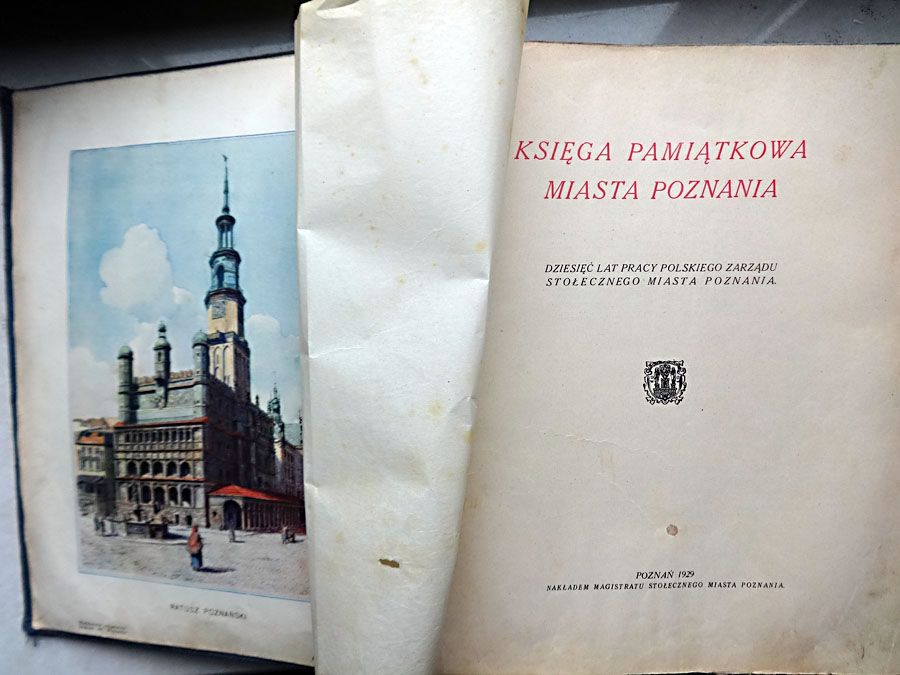 RATUSZ POZNAŃSKI
KSIĘGA PAMIĄTKOWA
MIASTA POZNANIA
DZIESIĘĆ LAT PRACY POLSKIEGO ZARZĄDU
STOŁECZNEGO MIASTA POZNANIA.
POZNAŃ 1929
NAKŁADEM MAGISTRATU STOŁECZNEGO MIASTA POZNANIA.